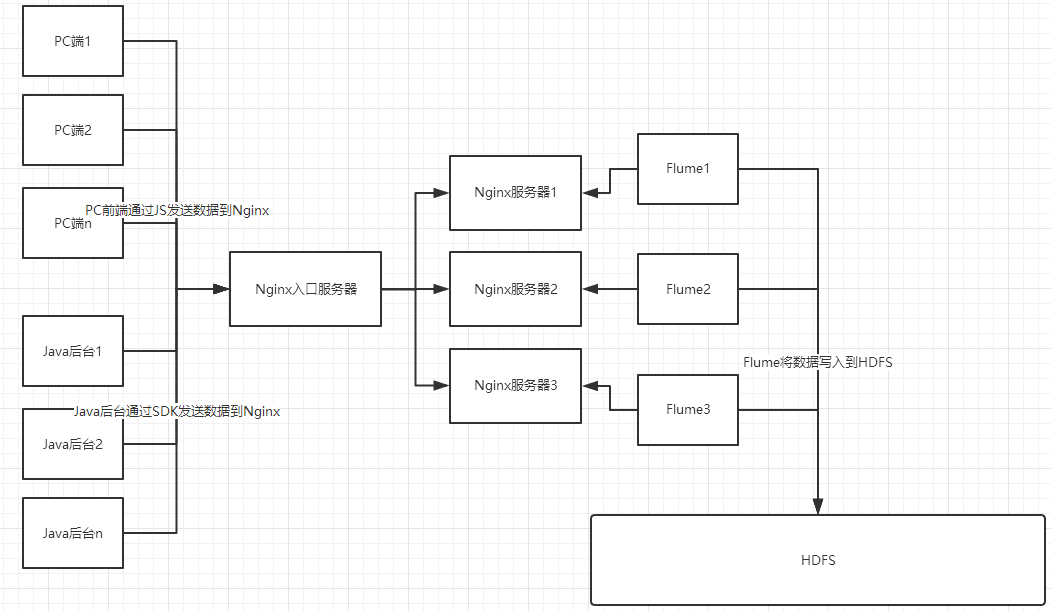 PC端1
PC端2
PC前端通过JS发送数据到Nginx
PC端n
Nginx入口服务器
Java后台1
Java后台通过SDK发送数据到Nginx
Java后台2
Java后台n
Nginx服务器1
Nginx服务器2
Nginx服务器3
Flume1
Flume2
Flume将数据写入到HDFS
Flume3
HDFS